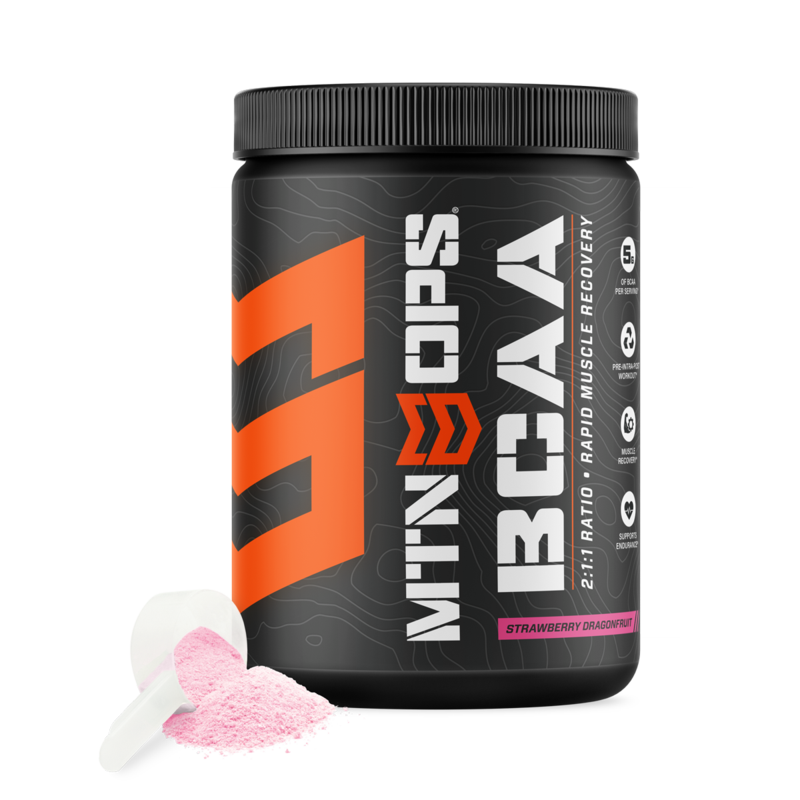 MTN OPS®
BCAA
2:1:1 RATIO • RAPID MUSCLE RECOVERY
STRAWBERRY DRAGONFRUIT
5G
OF BCAA
PER SERVING
PRE-INTRA-POST
WORKOUT*
MUSCLE
RECOVERY*
SUPPORTS
ENDURANCE*